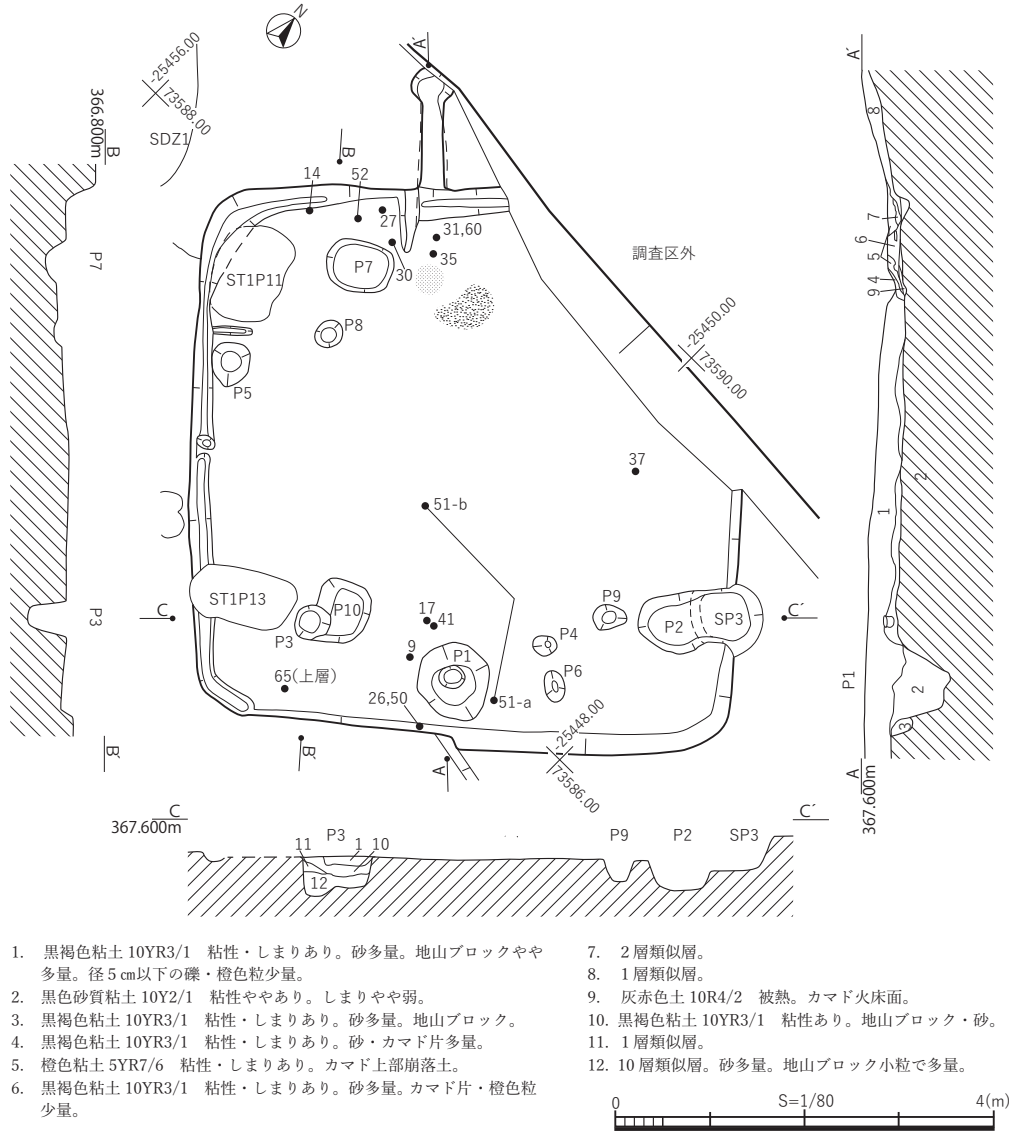 N
A´
-25456.00
73588.00
SDZ1
366.800m
B
B
14
52
27
31,60
35
30
P7
P7
ST1P11
P8
P5
調査区外
-25450.00
73590.00
37
51-b
ST1P13
P10
P3
P3
C
C´
17
41
9
P1
65(上層)
26,50
51-a
P4
P6
P9
P2
SP3
-25448.00
73586.00
B´
B´
A
A´
8
7
6
5
4
9
2
1
P1
2
3
A
367.600m
C
367.600m
C´
P3
P9
P2
SP3
11
1
10
12
1. 黒褐色粘土 10YR3/1 粘性・しまりあり。砂多量。地山ブロックやや
多量。径５㎝以下の礫・橙色粒少量。
2. 黒色砂質粘土 10Y2/1 粘性ややあり。しまりやや弱。
3. 黒褐色粘土 10YR3/1 粘性・しまりあり。砂多量。地山ブロック。
4. 黒褐色粘土 10YR3/1 粘性・しまりあり。砂・カマド片多量。
5. 橙色粘土 5YR7/6 粘性・しまりあり。カマド上部崩落土。
6. 黒褐色粘土 10YR3/1 粘性・しまりあり。砂多量。カマド片・橙色粒
少量。
7. ２層類似層。
8. １層類似層。
9. 灰赤色土 10R4/2 被熱。カマド火床面。
10. 黒褐色粘土 10YR3/1 粘性あり。地山ブロック・砂。
11. １層類似層。
12. 10 層類似層。砂多量。地山ブロック小粒で多量。
0 S=1/80 4(m)